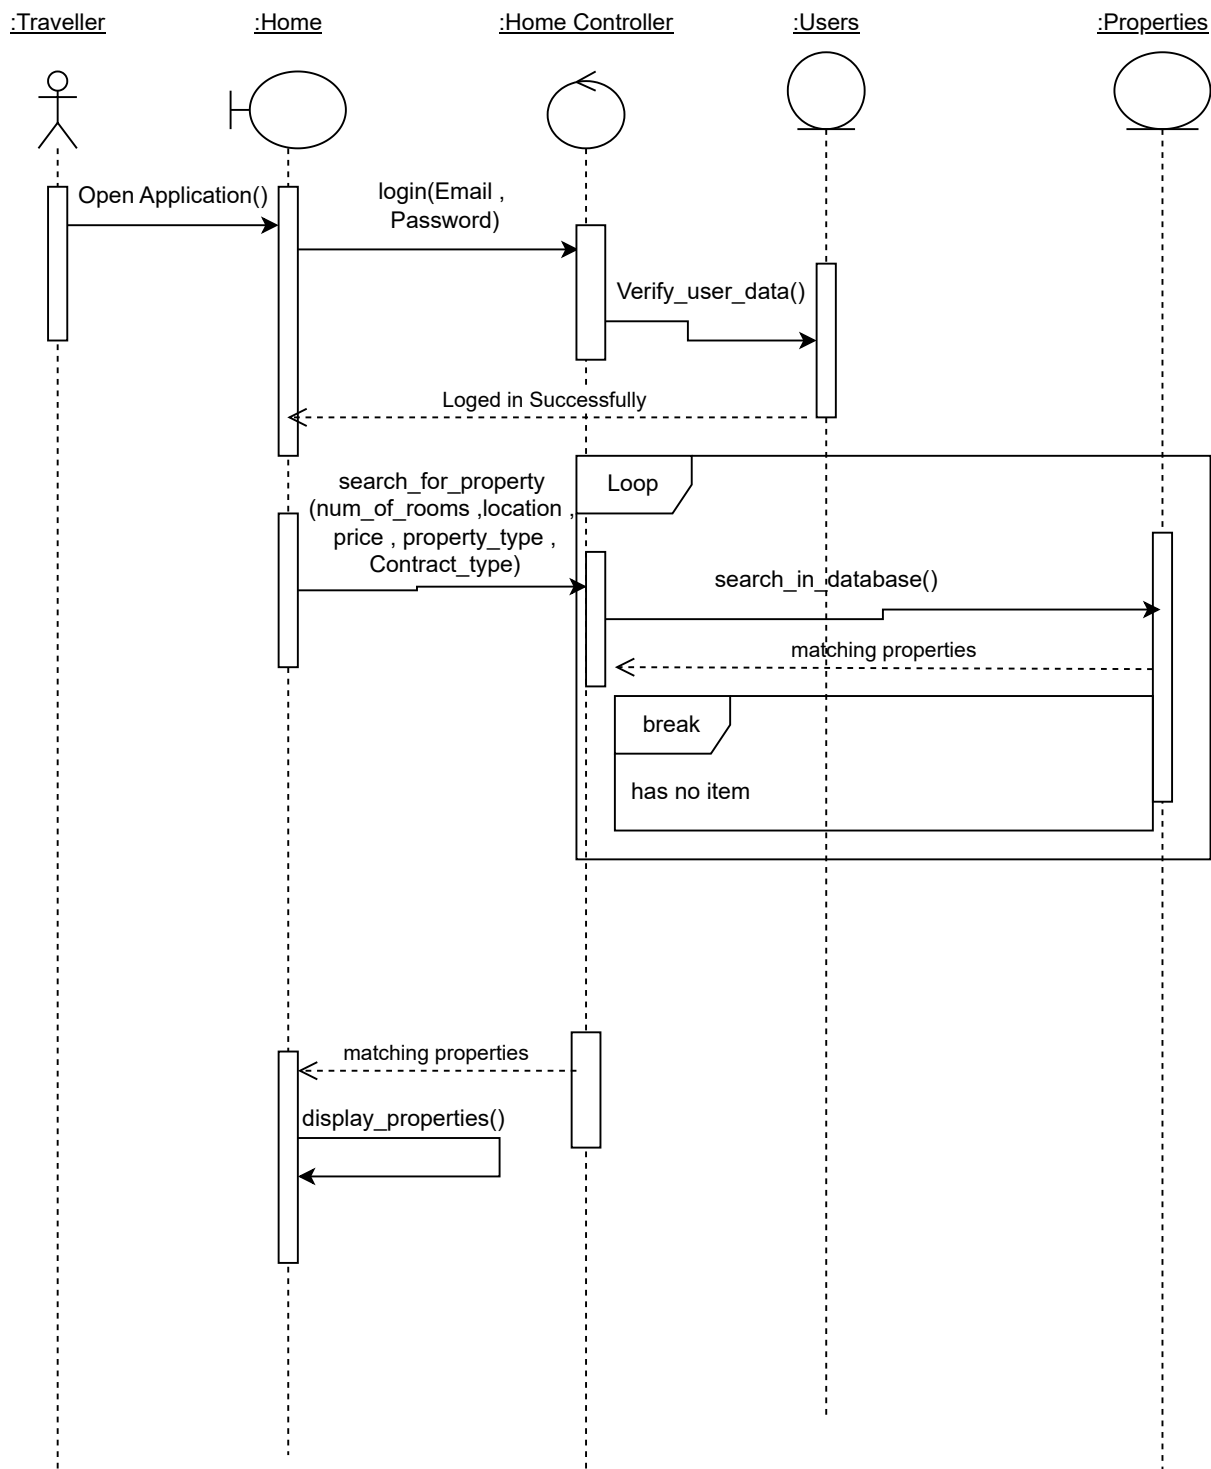 :Traveller
:Home
:Home Controller
:Users
:Properties
Open Application()
login(Email ,
Password)
Verify_user_data()
Loged in Successfully
search_for_property
(num_of_rooms ,location ,
price , property_type ,
Contract_type)
Loop
search_in_database()
matching properties
break
has no item
matching properties
display_properties()